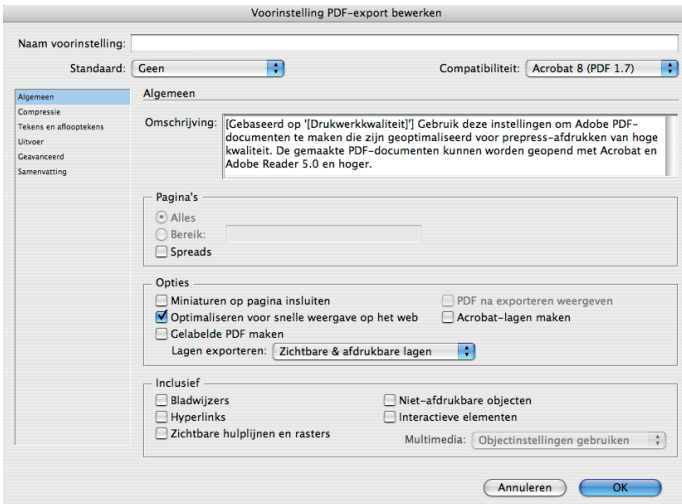 Voorinstelling PDF-export bewerken
Naam voorinstelling:
Standaard: Geen Compatibiliteit: Acrobat 8 (PDF 1.7)
Algemeen
Compressie
Tekens en aflooptekens
Uitvoer
Geavanceerd
Samenvatting
Algemeen
Omschrijving: [Gebaseerd op '[Drukwerkkwaliteit]'] Gebruik deze instellingen om Adobe PDF-
documenten te maken die zijn geoptimaliseerd voor prepress-afdrukken van hoge
kwaliteit. De gemaakte PDF-documenten kunnen worden geopend met Acrobat en
Adobe Reader 5.0 en hoger.
Pagina's
Alles
Bereik:
Spreads
Opties
Miniaturen op pagina insluiten PDF na exporteren weergeven
Optimaliseren voor snelle weergave op het web Acrobat-lagen maken
Gelabelde PDF maken
Lagen exporteren: Zichtbare & afdrukbare lagen
Inclusief
Bladwijzers Niet-afdrukbare objecten
Hyperlinks Interactieve elementen
Zichtbare hulplijnen en rasters Multimedia: Objectinstellingen gebruiken
Annuleren OK